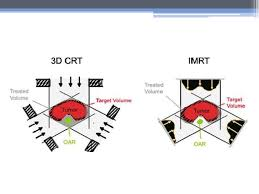 3D CRT
IMRT
Treated
Volume
Target Volume
Tumor
OAR
Treated
Volume
Target
Volume
Tumor
OAR